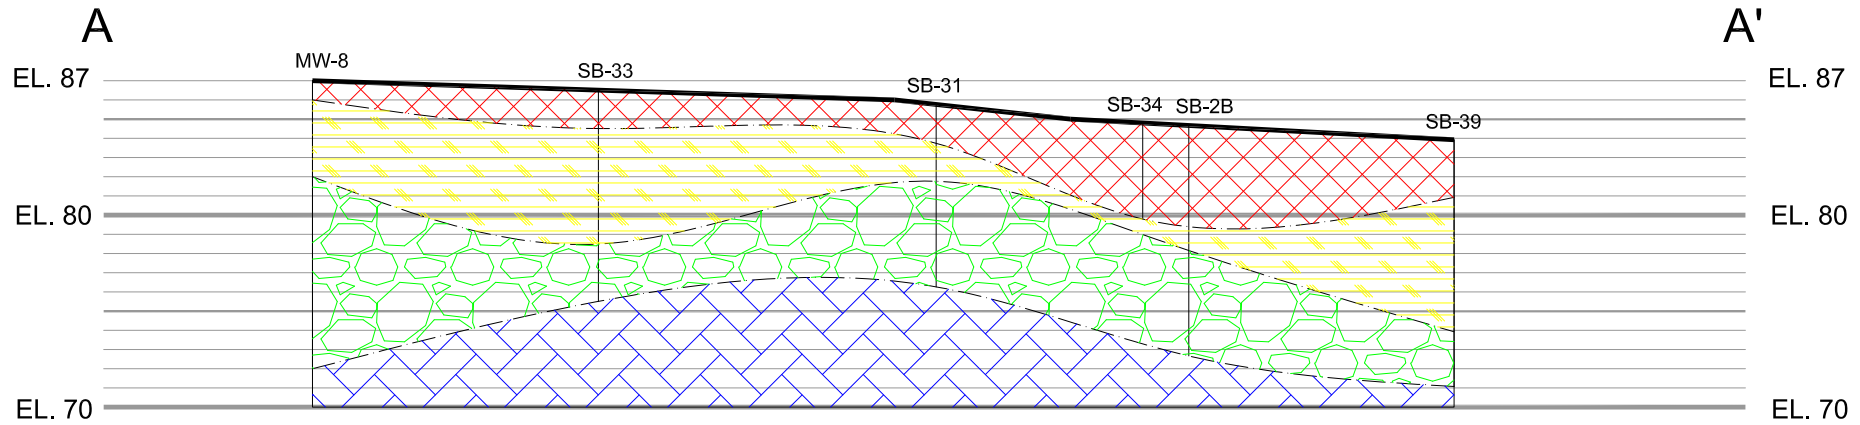 A A'
MW-8
EL. 87 SB-33 SB-31 SB-34 SB-2B SB-39 EL. 87
EL. 80 EL. 80
EL. 70 EL. 70